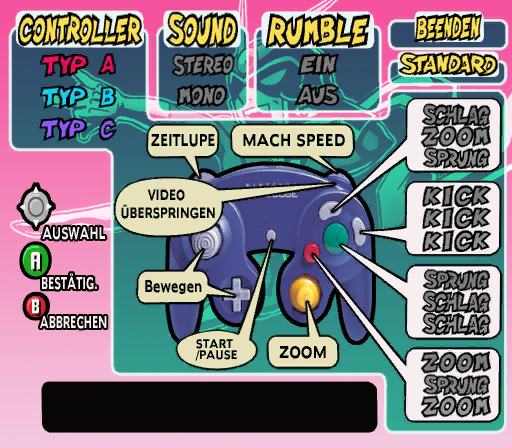 CONTROLLER
SOUND
RUMBLE
BEENDEN
STANDARD
TYP A
TYP B
TYP C
STEREO
MONO
EIN
AUS
ZEITLUPE
MACH SPEED
VIDEO
ÜBERSPRINGEN
Bewegen
START
/PAUSE
ZOOM
SCHLAG
ZOOM
SPRUNG
KICK
KICK
KICK
SPRUNG
SCHLAG
SCHLAG
ZOOM
SPRUNG
ZOOM
AUSWAHL
A
BESTÄTIG.
B
ABBRECHEN